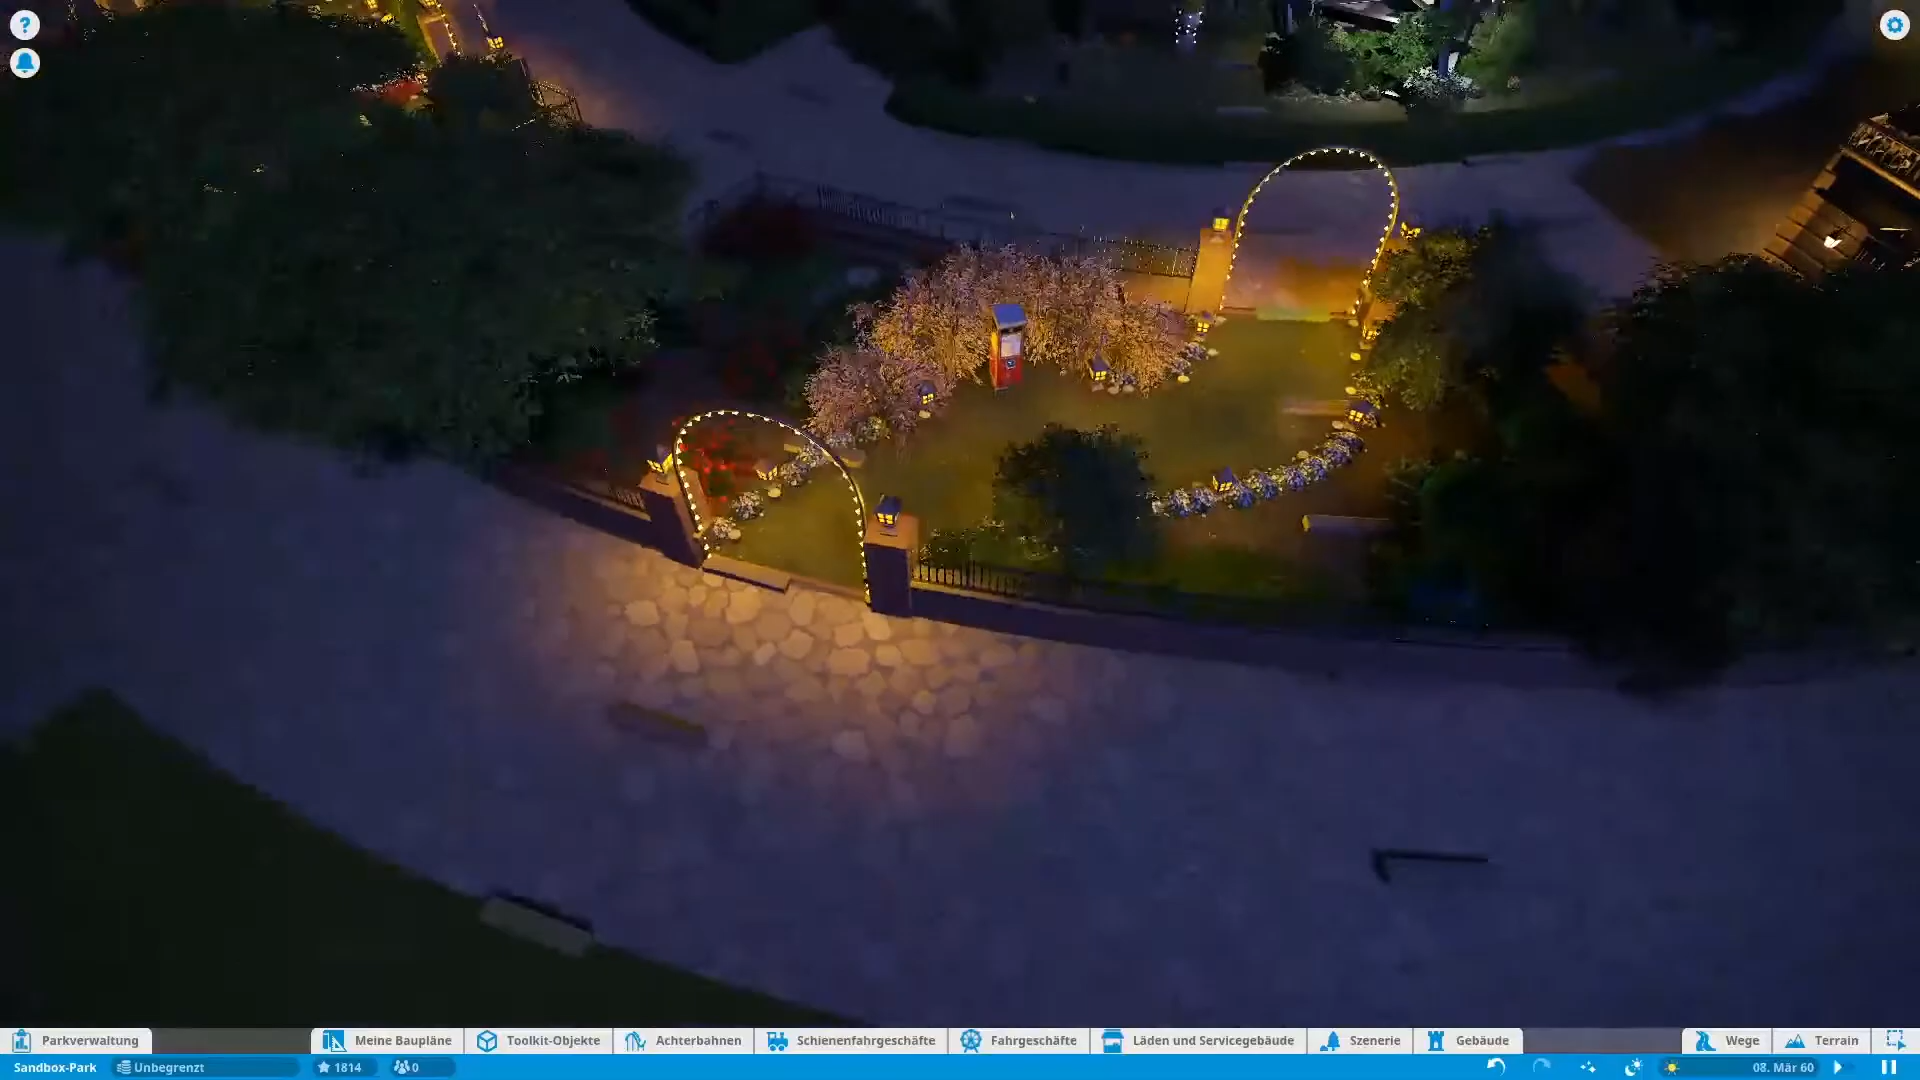 ?
Parkverwaltung
Meine Baupläne
Toolkit-Objekte
Achterbahnen
Schienenfahrgeschäfte
Fahrgeschäfte
Läden und Servicegebäude
Szenerie
Gebäude
Wege
Terrain
Sandbox-Park
Unbegrenzt
1814
0
08. Mär 60